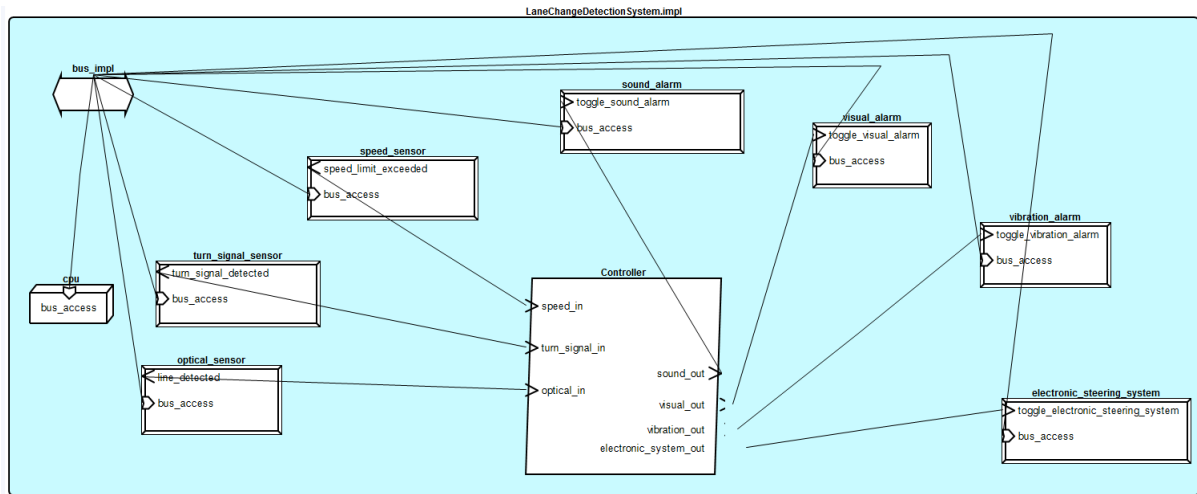 LaneChangeDetectionSystem.impl
bus_impl
sound_alarm
toggle_sound_alarm
bus_access
visual_alarm
toggle_visual_alarm
bus_access
speed_sensor
speed_limit_exceeded
bus_access
vibration_alarm
toggle_vibration_alarm
bus_access
turn_signal_sensor
turn_signal_detected
bus_access
cpu
bus_access
Controller
speed_in
turn_signal_in
optical_in
sound_out
visual_out
vibration_out
electronic_system_out
optical_sensor
line_detected
bus_access
electronic_steering_system
toggle_electronic_steering_system
bus_access